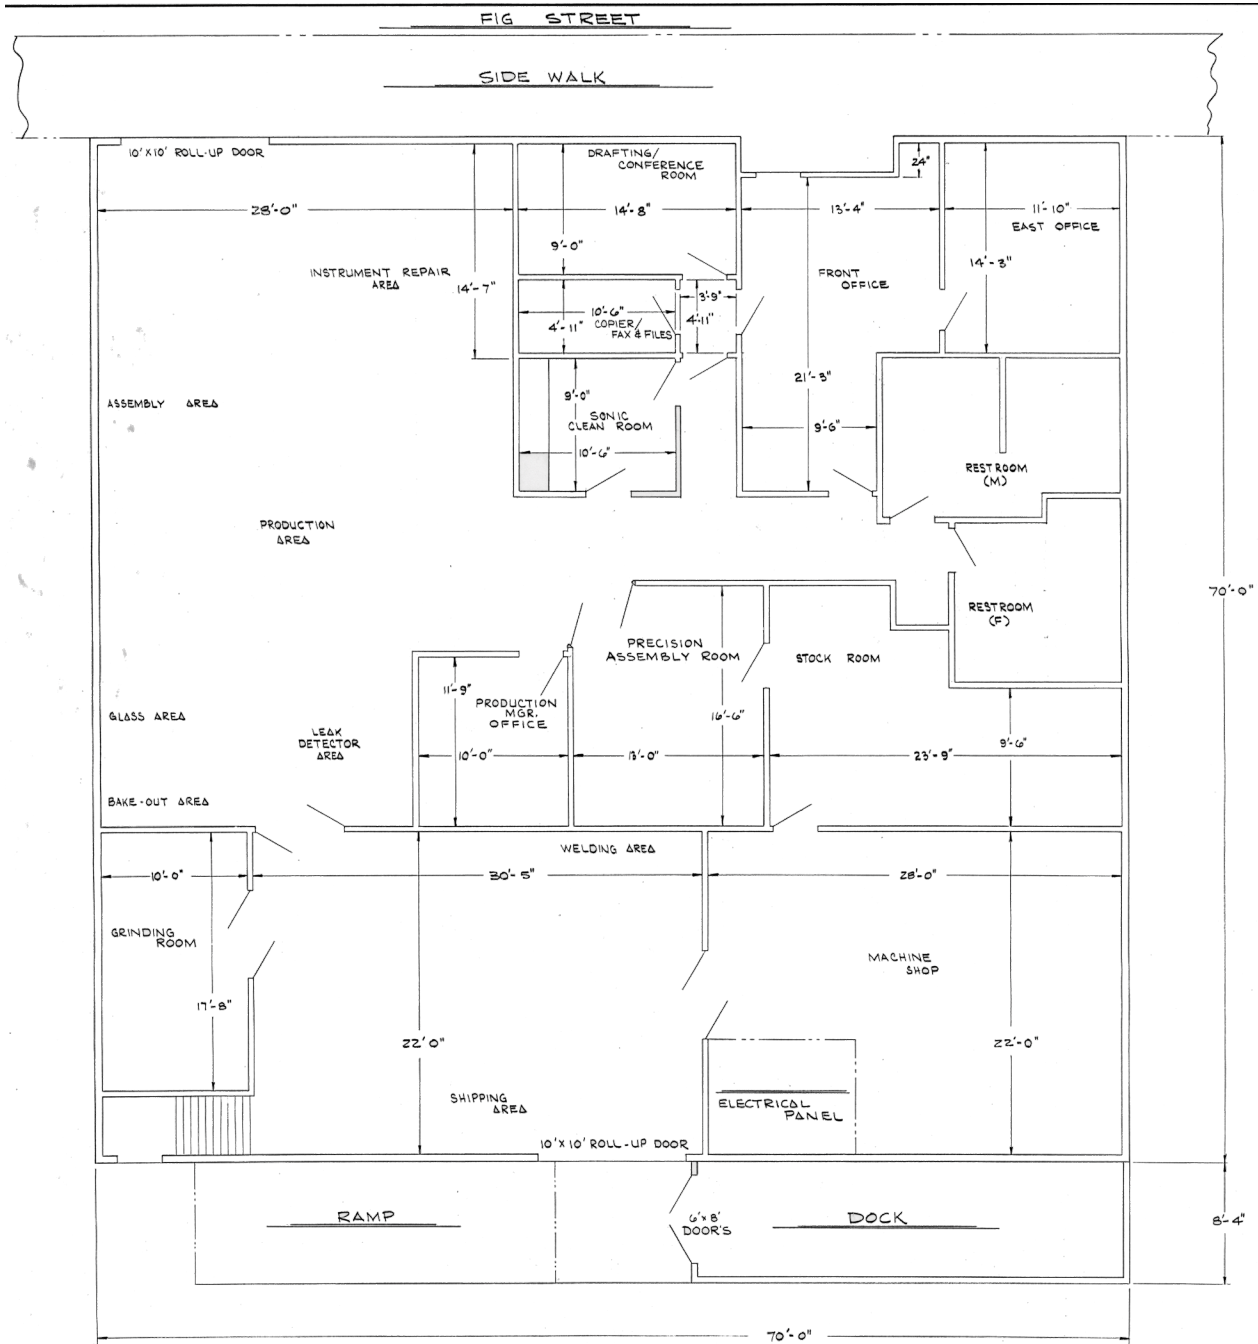 FIG STREET
SIDE WALK
10'X10' ROLL-UP DOOR
DRAFTING/
CONFERENCE
ROOM
24"
28'-0"
14'-8"
13'-4"
11'-10"
EAST OFFICE
9'-0"
14'-3"
INSTRUMENT REPAIR
AREA
14'-7"
FRONT
OFFICE
3'-9"
10'-6"
4'-11"
4'-11"
COPIER/
FAX & FILES
21'-3"
9'-0"
ASSEMBLY AREA
SONIC
CLEAN ROOM
9'-6"
10'-6"
RESTROOM
(M)
PRODUCTION
AREA
70'-0"
RESTROOM
(F)
PRECISION
ASSEMBLY ROOM
STOCK ROOM
11'-9"
PRODUCTION
MGR.
OFFICE
16'-6"
GLASS AREA
LEAK
DETECTOR
AREA
9'-6"
10'-0"
13'-0"
23'-9"
BAKE-OUT AREA
WELDING AREA
10'-0"
30'-5"
28'-0"
GRINDING
ROOM
MACHINE
SHOP
17'-8"
22'0"
22'-0"
SHIPPING
AREA
ELECTRICAL
PANEL
10'X10' ROLL-UP DOOR
RAMP
6'x8'
DOOR'S
DOCK
8'-4"
70'-0"